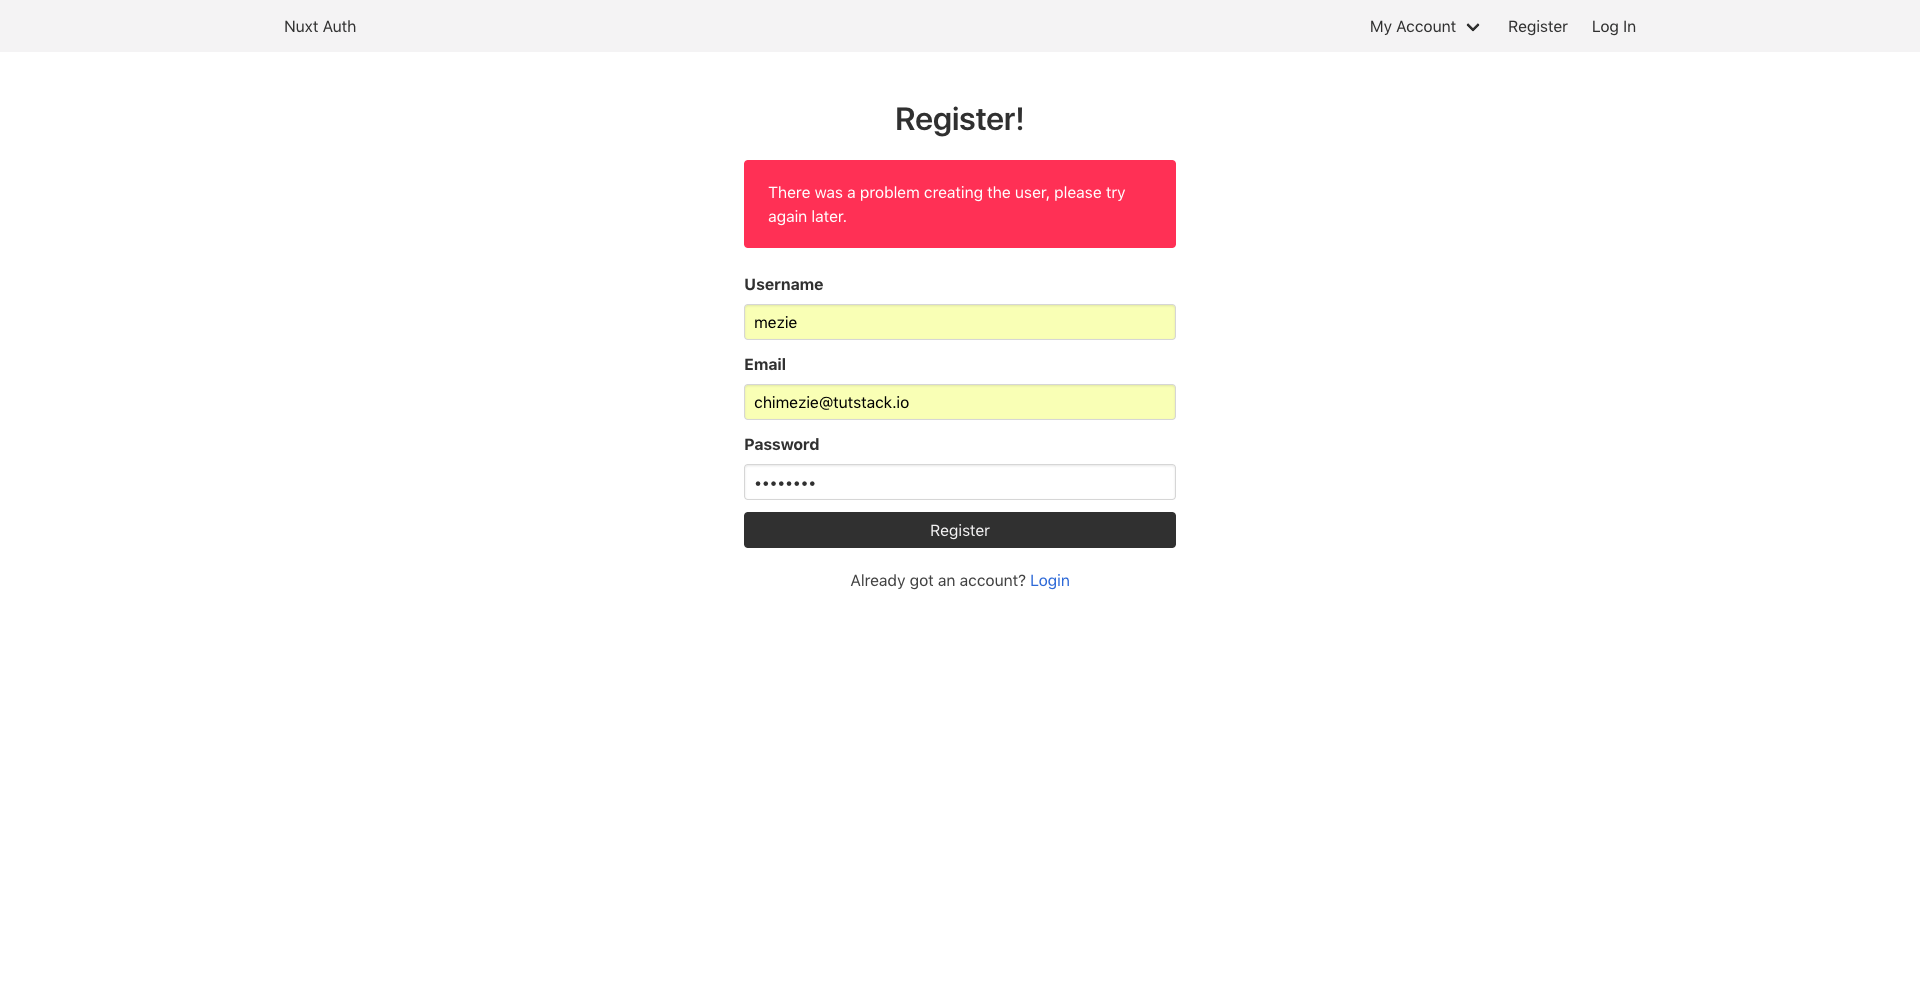 Nuxt Auth
My Account
Register
Log In
Register!
There was a problem creating the user, please try
again later.
Username
mezie
Email
chimezie@tutstack.io
Password
••••••••
Register
Already got an account? Login